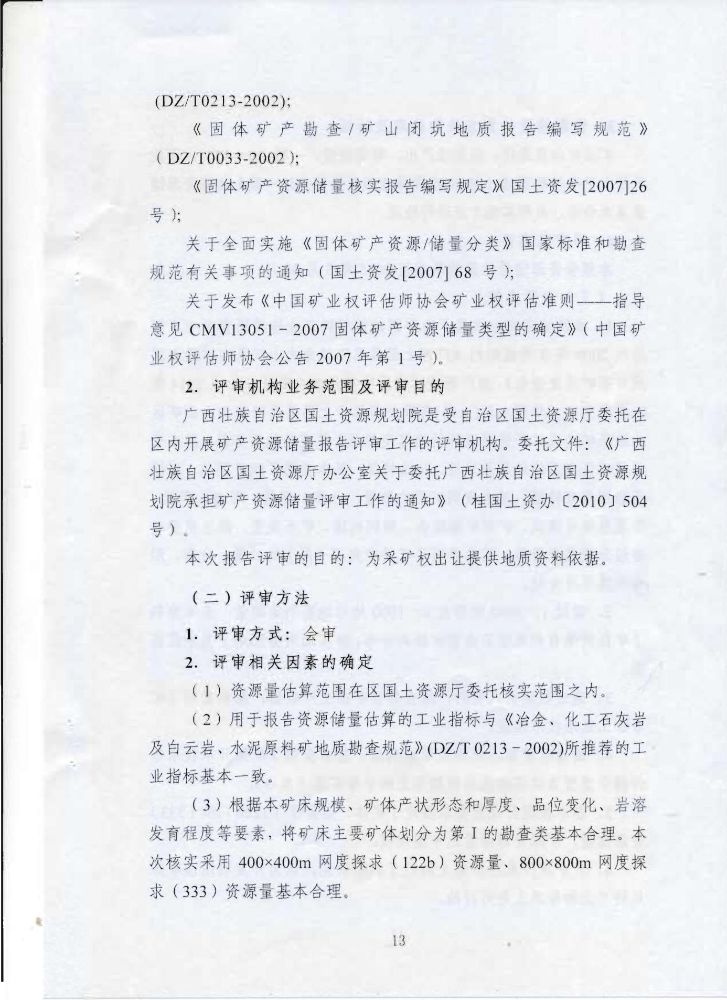 (DZ/T0213-2002);
《固体矿产勘查/矿山闭坑地质报告编写规范》
（DZ/T0033-2002）;
《固体矿产资源储量核实报告编写规定》（国土资发[2007]26
号）;
关于全面实施《固体矿产资源/储量分类》国家标准和勘查
规范有关事项的通知（国土资发[2007] 68 号）;
关于发布《中国矿业权评估师协会矿业权评估准则——指导
意见 CMV13051－2007 固体矿产资源储量类型的确定》（中国矿
业权评估师协会公告 2007 年第 1 号）。
2. 评审机构业务范围及评审目的
广西壮族自治区国土资源规划院是受自治区国土资源厅委托在
区内开展矿产资源储量报告评审工作的评审机构。委托文件：《广西
壮族自治区国土资源厅办公室关于委托广西壮族自治区国土资源规
划院承担矿产资源储量评审工作的通知》（桂国土资办〔2010〕504
号）。
本次报告评审的目的：为采矿权出让提供地质资料依据。
（二）评审方法
1. 评审方式：会审
2. 评审相关因素的确定
（1）资源量估算范围在区国土资源厅委托核实范围之内。
（2）用于报告资源储量估算的工业指标与《冶金、化工石灰岩
及白云岩、水泥原料矿地质勘查规范》(DZ/T 0213－2002)所推荐的工
业指标基本一致。
（3）根据本矿床规模、矿体产状形态和厚度、品位变化、岩溶
发育程度等要素，将矿床主要矿体划分为第 I 的勘查类基本合理。本
次核实采用 400×400m 网度探求（122b）资源量、800×800m 网度探
求（333）资源量基本合理。
13